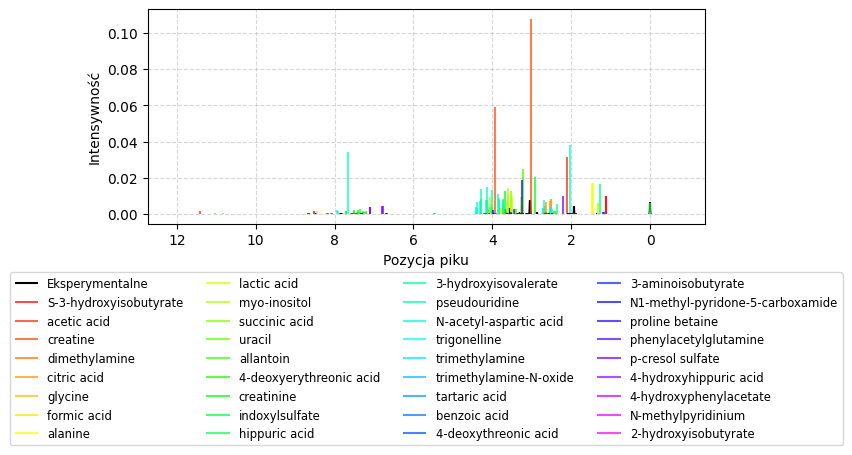 0.10
0.08
0.06
0.04
0.02
0.00
Intensywność
12 10 8 6 4 2 0
Pozycja piku
Eksperymentalne
S-3-hydroxyisobutyrate
acetic acid
creatine
dimethylamine
citric acid
glycine
formic acid
alanine
lactic acid
myo-inositol
succinic acid
uracil
allantoin
4-deoxyerythreonic acid
creatinine
indoxylsulfate
hippuric acid
3-hydroxyisovalerate
pseudouridine
N-acetyl-aspartic acid
trigonelline
trimethylamine
trimethylamine-N-oxide
tartaric acid
benzoic acid
4-deoxythreonic acid
3-aminoisobutyrate
N1-methyl-pyridone-5-carboxamide
proline betaine
phenylacetylglutamine
p-cresol sulfate
4-hydroxyhippuric acid
4-hydroxyphenylacetate
N-methylpyridinium
2-hydroxyisobutyrate